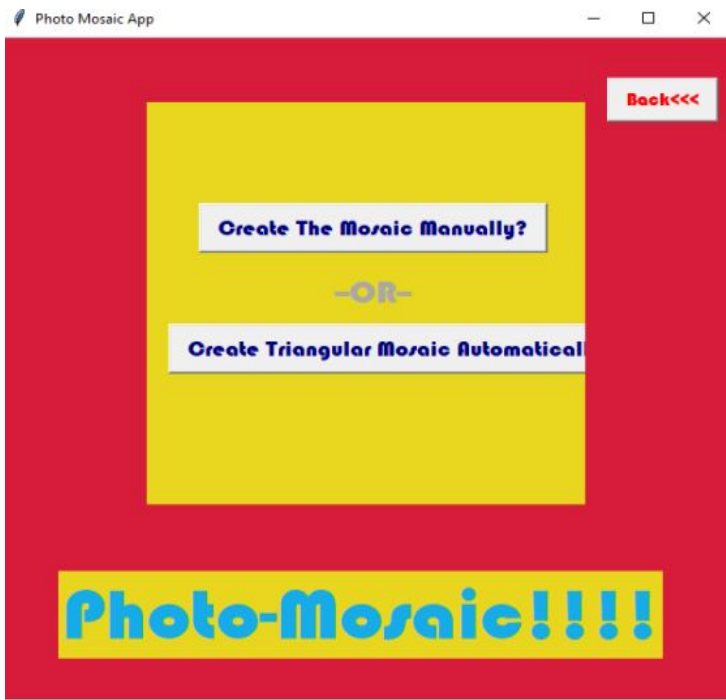 Photo Mosaic App
Back<<<
Create The Mosaic Manually?
--OR--
Create Triangular Mosaic Automaticall
Photo-Mosaic!!!!